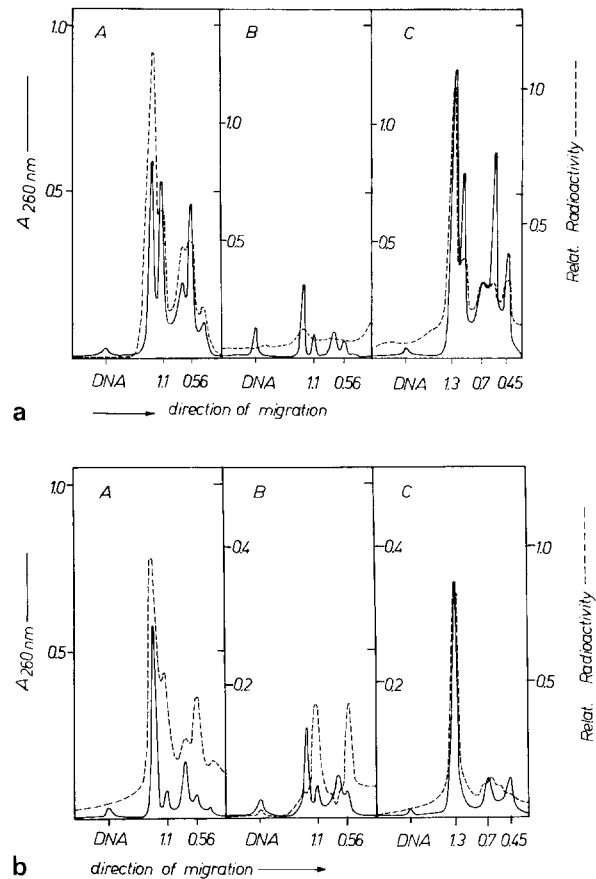 A
B
C
1.0
0.5
1.0
0.5
1.0
0.5
1.0
0.5
A 260 nm
Relat. Radioactivity
DNA 1.1 0.56
DNA 1.1 0.56
DNA 1.3 0.7 0.45
a
direction of migration
A
B
C
1.0
0.5
0.4
0.2
0.4
0.2
1.0
0.5
A 260 nm
Relat. Radioactivity
DNA 1.1 0.56
DNA 1.1 0.56
DNA 1.3 0.7 0.45
b
direction of migration